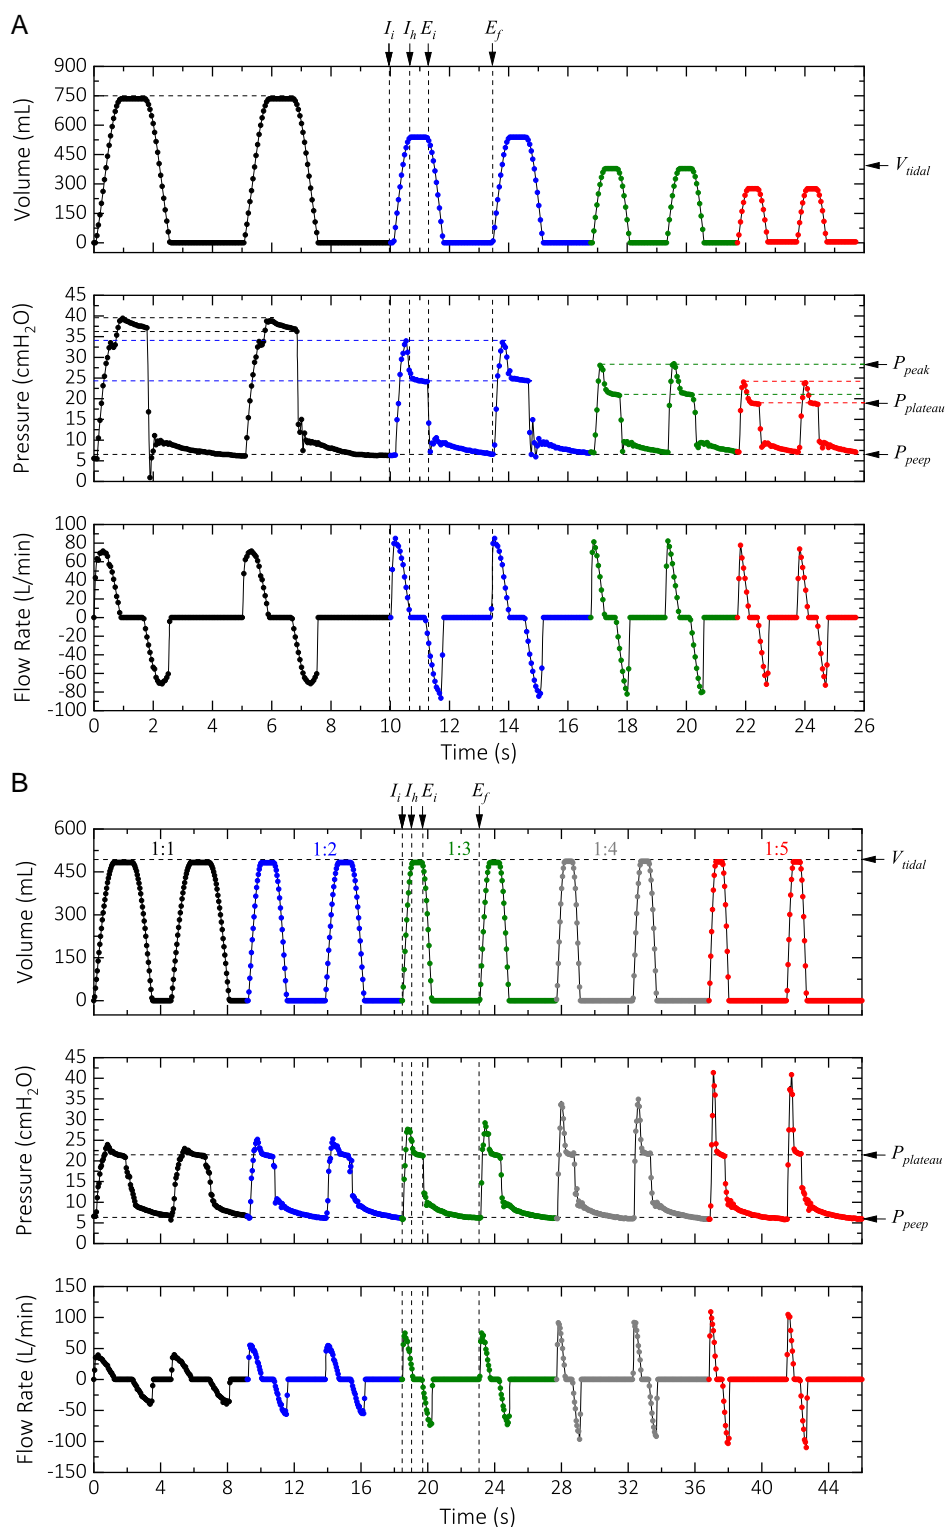 A
I_i I_h E_i E_f
900
750
600
450
300
150
0
Volume (mL)
V_tidal
45
40
35
30
25
20
15
10
5
0
Pressure (cmH₂O)
P_peak
P_plateau
P_peep
100
80
60
40
20
0
-20
-40
-60
-80
-100
Flow Rate (L/min)
0 2 4 6 8 10 12 14 16 18 20 22 24 26
Time (s)
B
I_i I_h E_i E_f
600
450
300
150
0
Volume (mL)
1:1 1:2 1:3 1:4 1:5
V_tidal
45
40
35
30
25
20
15
10
5
0
Pressure (cmH₂O)
P_plateau
P_peep
150
100
50
0
-50
-100
-150
Flow Rate (L/min)
0 4 8 12 16 20 24 28 32 36 40 44
Time (s)